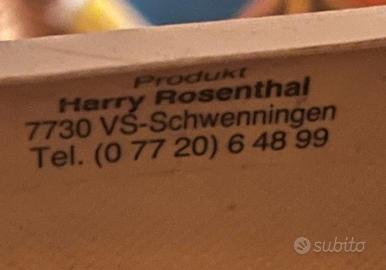 Produkt
Harry Rosenthal
7730 VS-Schwenningen
Tel. (0 77 20) 6 48 99
subito